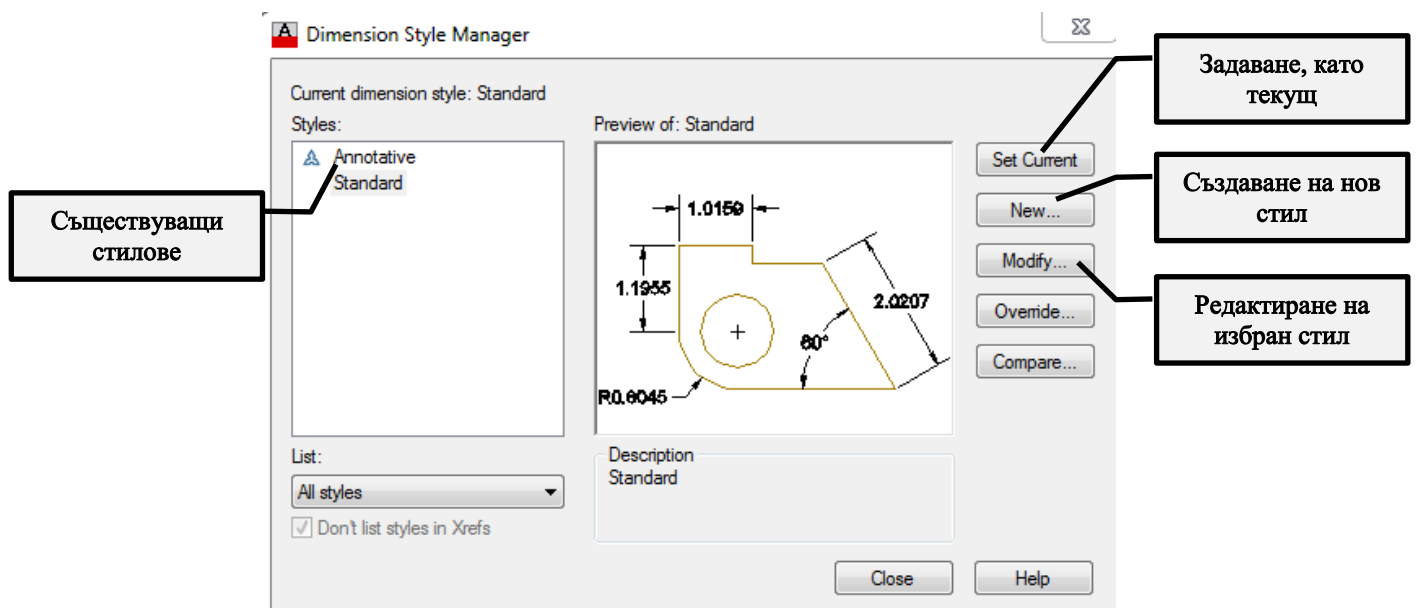 A Dimension Style Manager
Current dimension style: Standard
Styles:
Annotative
Standard
Preview of: Standard
1.0159
1.1955
2.0207
60°
R0.6045
Set Current
New...
Modify...
Override...
Compare...
List:
All styles
Don't list styles in Xrefs
Description
Standard
Close
Help
Съществуващи
стилове
Задаване, като
текущ
Създаване на нов
стил
Редактиране на
избран стил